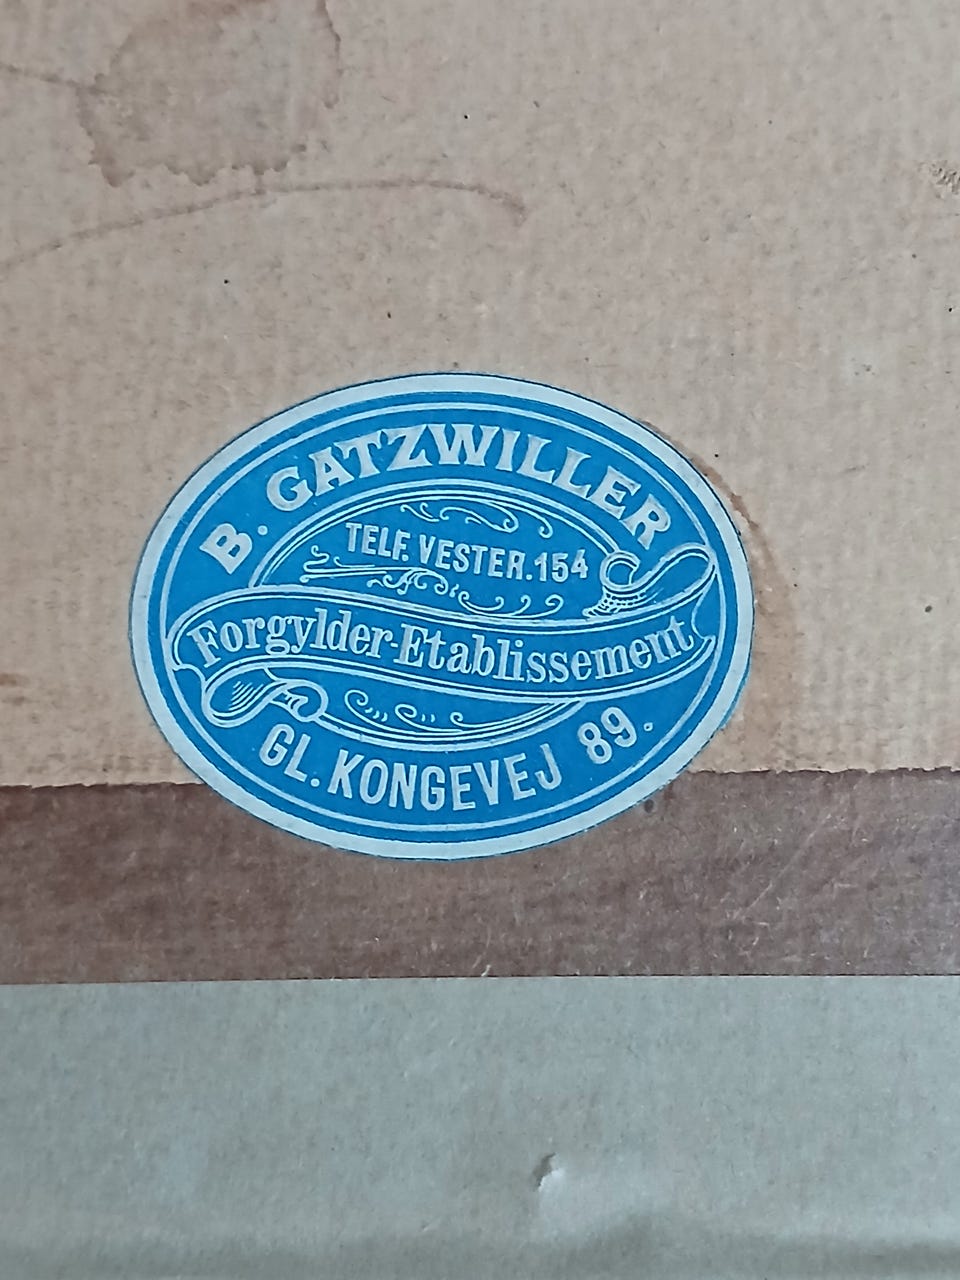 B. GATZWILLER
TELF. VESTER. 154
Forgylder-Etablissement
GL. KONGEVEJ 89.